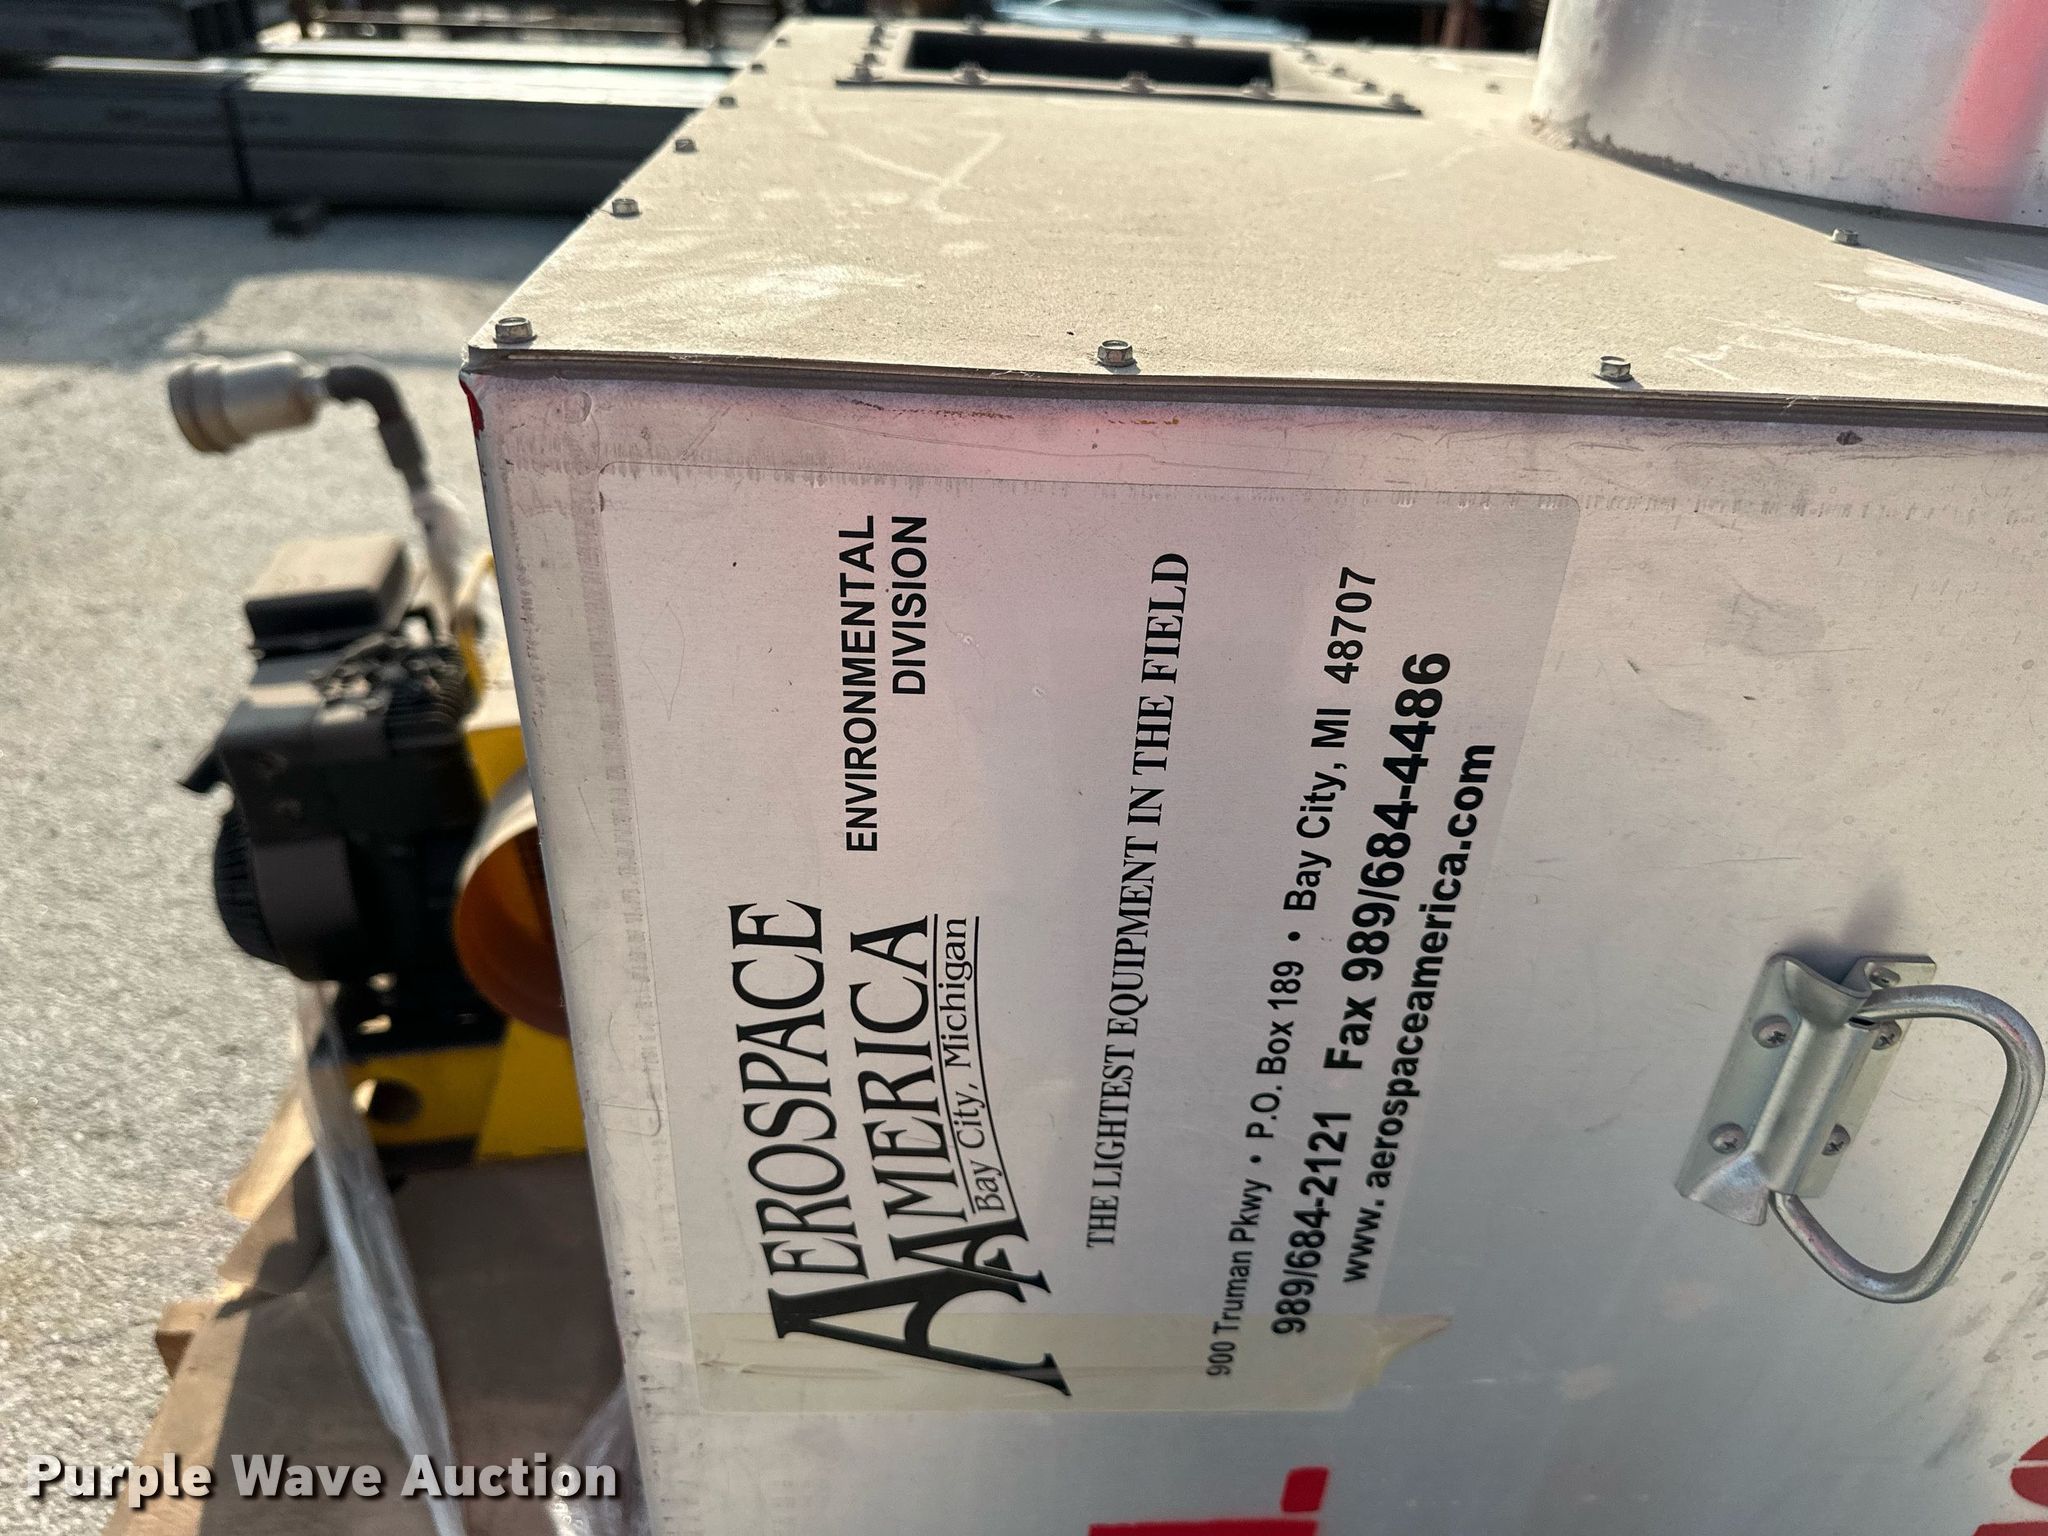 AEROSPACE
AMERICA
Bay City, Michigan
ENVIRONMENTAL
DIVISION
THE LIGHTEST EQUIPMENT IN THE FIELD
900 Truman Pkwy • P.O. Box 189 • Bay City, MI 48707
989/684-2121 Fax 989/684-4486
www. aerospaceamerica.com
Purple Wave Auction